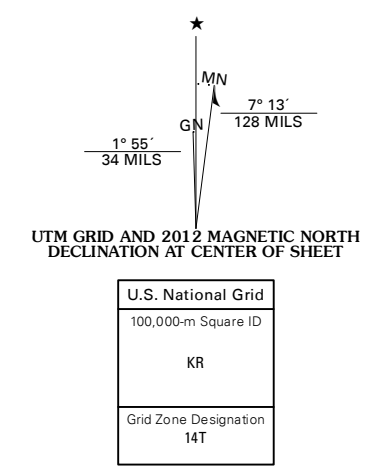 ★
MN
GN
7° 13´
128 MILS
1° 55´
34 MILS
UTM GRID AND 2012 MAGNETIC NORTH
DECLINATION AT CENTER OF SHEET
U.S. National Grid
100,000-m Square ID
KR
Grid Zone Designation
14T